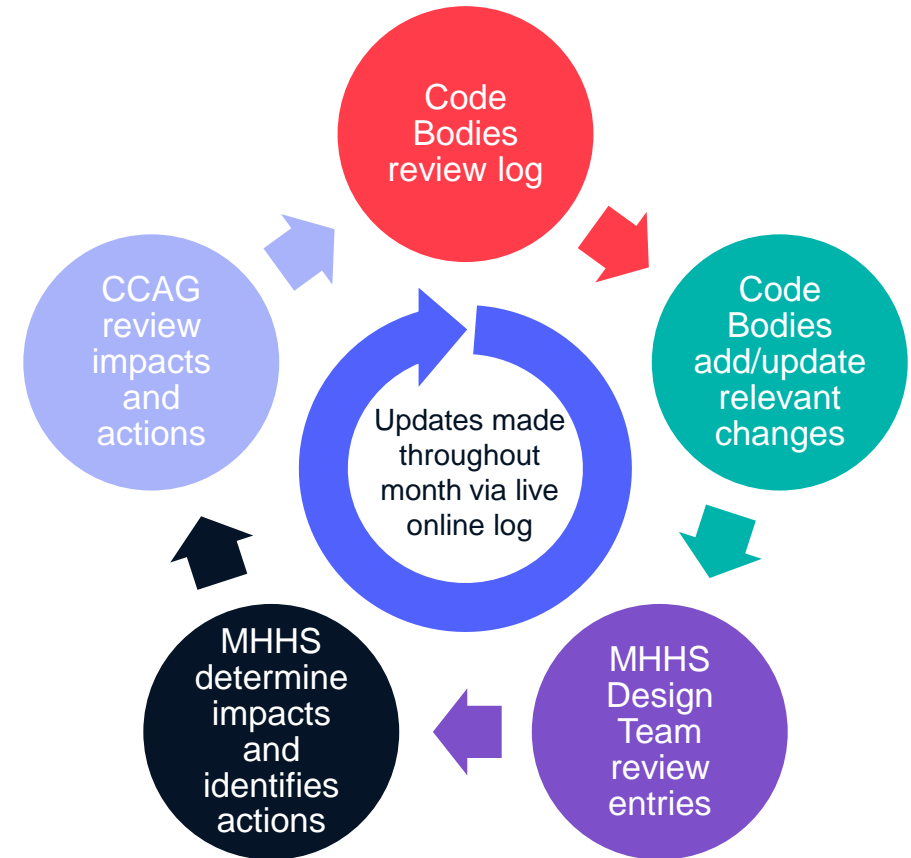 Code
Bodies
review log
Code
Bodies
add/update
relevant
changes
MHHS
Design
Team
review
entries
MHHS
determine
impacts
and
identifies
actions
CCAG
review
impacts
and
actions
Updates made
throughout
month via live
online log